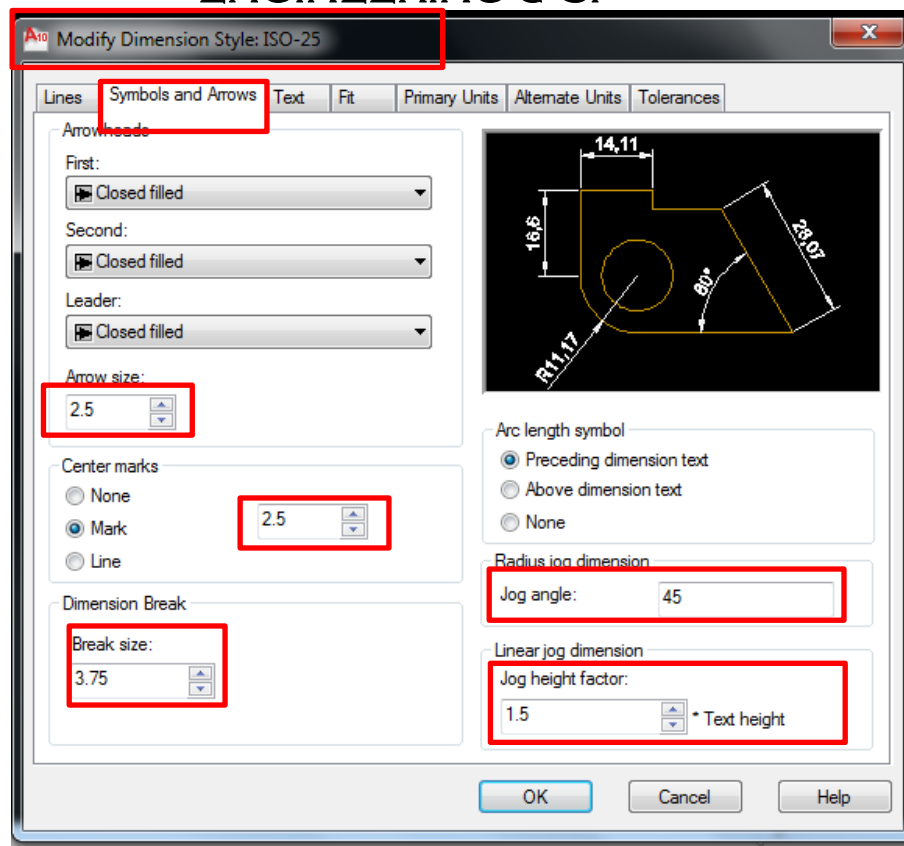 A10 Modify Dimension Style: ISO-25
Lines Symbols and Arrows Text Fit Primary Units Alternate Units Tolerances
Arrowheads
First:
Closed filled
Second:
Closed filled
Leader:
Closed filled
Arrow size:
2.5
Center marks
None
Mark
2.5
Line
Dimension Break
Break size:
3.75
14,11
16,6
28,07
60°
R11,17
Arc length symbol
Preceding dimension text
Above dimension text
None
Radius jog dimension
Jog angle: 45
Linear jog dimension
Jog height factor:
1.5 * Text height
OK Cancel Help